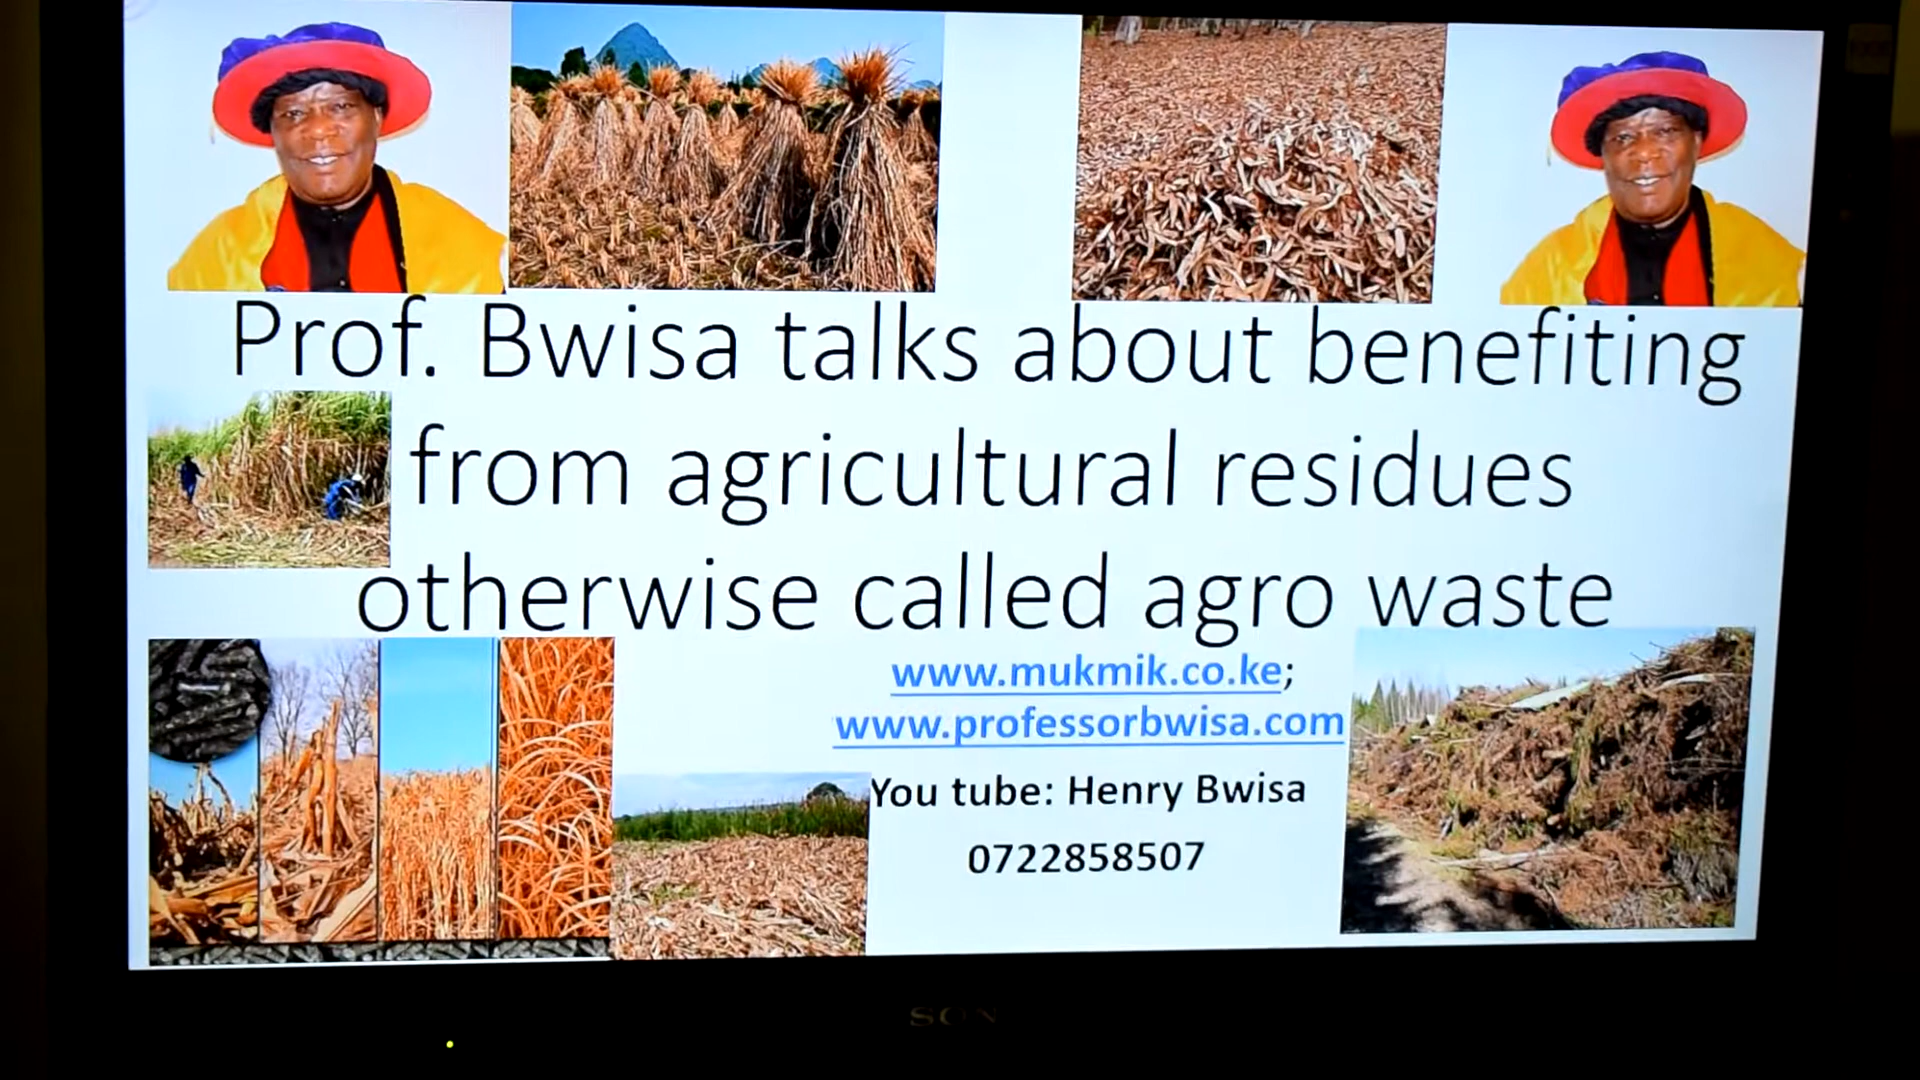 Prof. Bwisa talks about benefiting
from agricultural residues
otherwise called agro waste
www.mukmik.co.ke;
www.professorbwisa.com
You tube: Henry Bwisa
0722858507